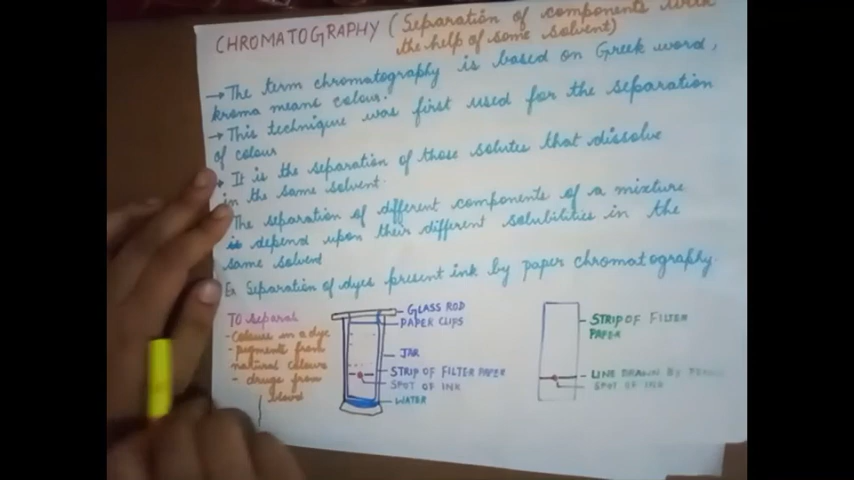 CHROMATOGRAPHY (Separation of components with
the help of some solvent)
→ The term chromatography is based on Greek word,
kroma means colour.
→ This technique was first used for the separation
of colour
→ It is the separation of those solutes that dissolve
in the same solvent.
The separation of different components of a mixture
is depend upon their different solubilities in the
same solvent
Ex Separation of dyes present ink by paper chromatography.
TO separate
- Colours in a dye
- pigments from
natural colours
- drugs from
blood
GLASS ROD
PAPER CLIPS
JAR
STRIP OF FILTER PAPER
SPOT OF INK
WATER
STRIP OF FILTER
PAPER
LINE DRAWN BY PENCIL
SPOT OF INK